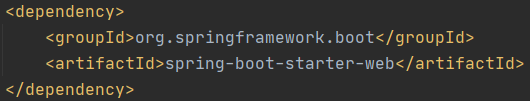 <dependency>
    <groupId>org.springframework.boot</groupId>
    <artifactId>spring-boot-starter-web</artifactId>
</dependency>